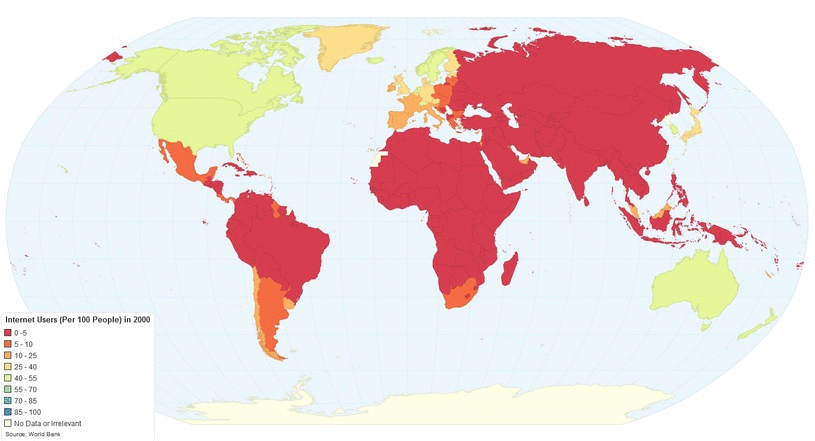 Internet Users (Per 100 People) in 2000
0 -5
5 - 10
10 - 25
25 - 40
40 - 55
55 - 70
70 - 85
85 - 100
No Data or Irrelevant
Source: World Bank